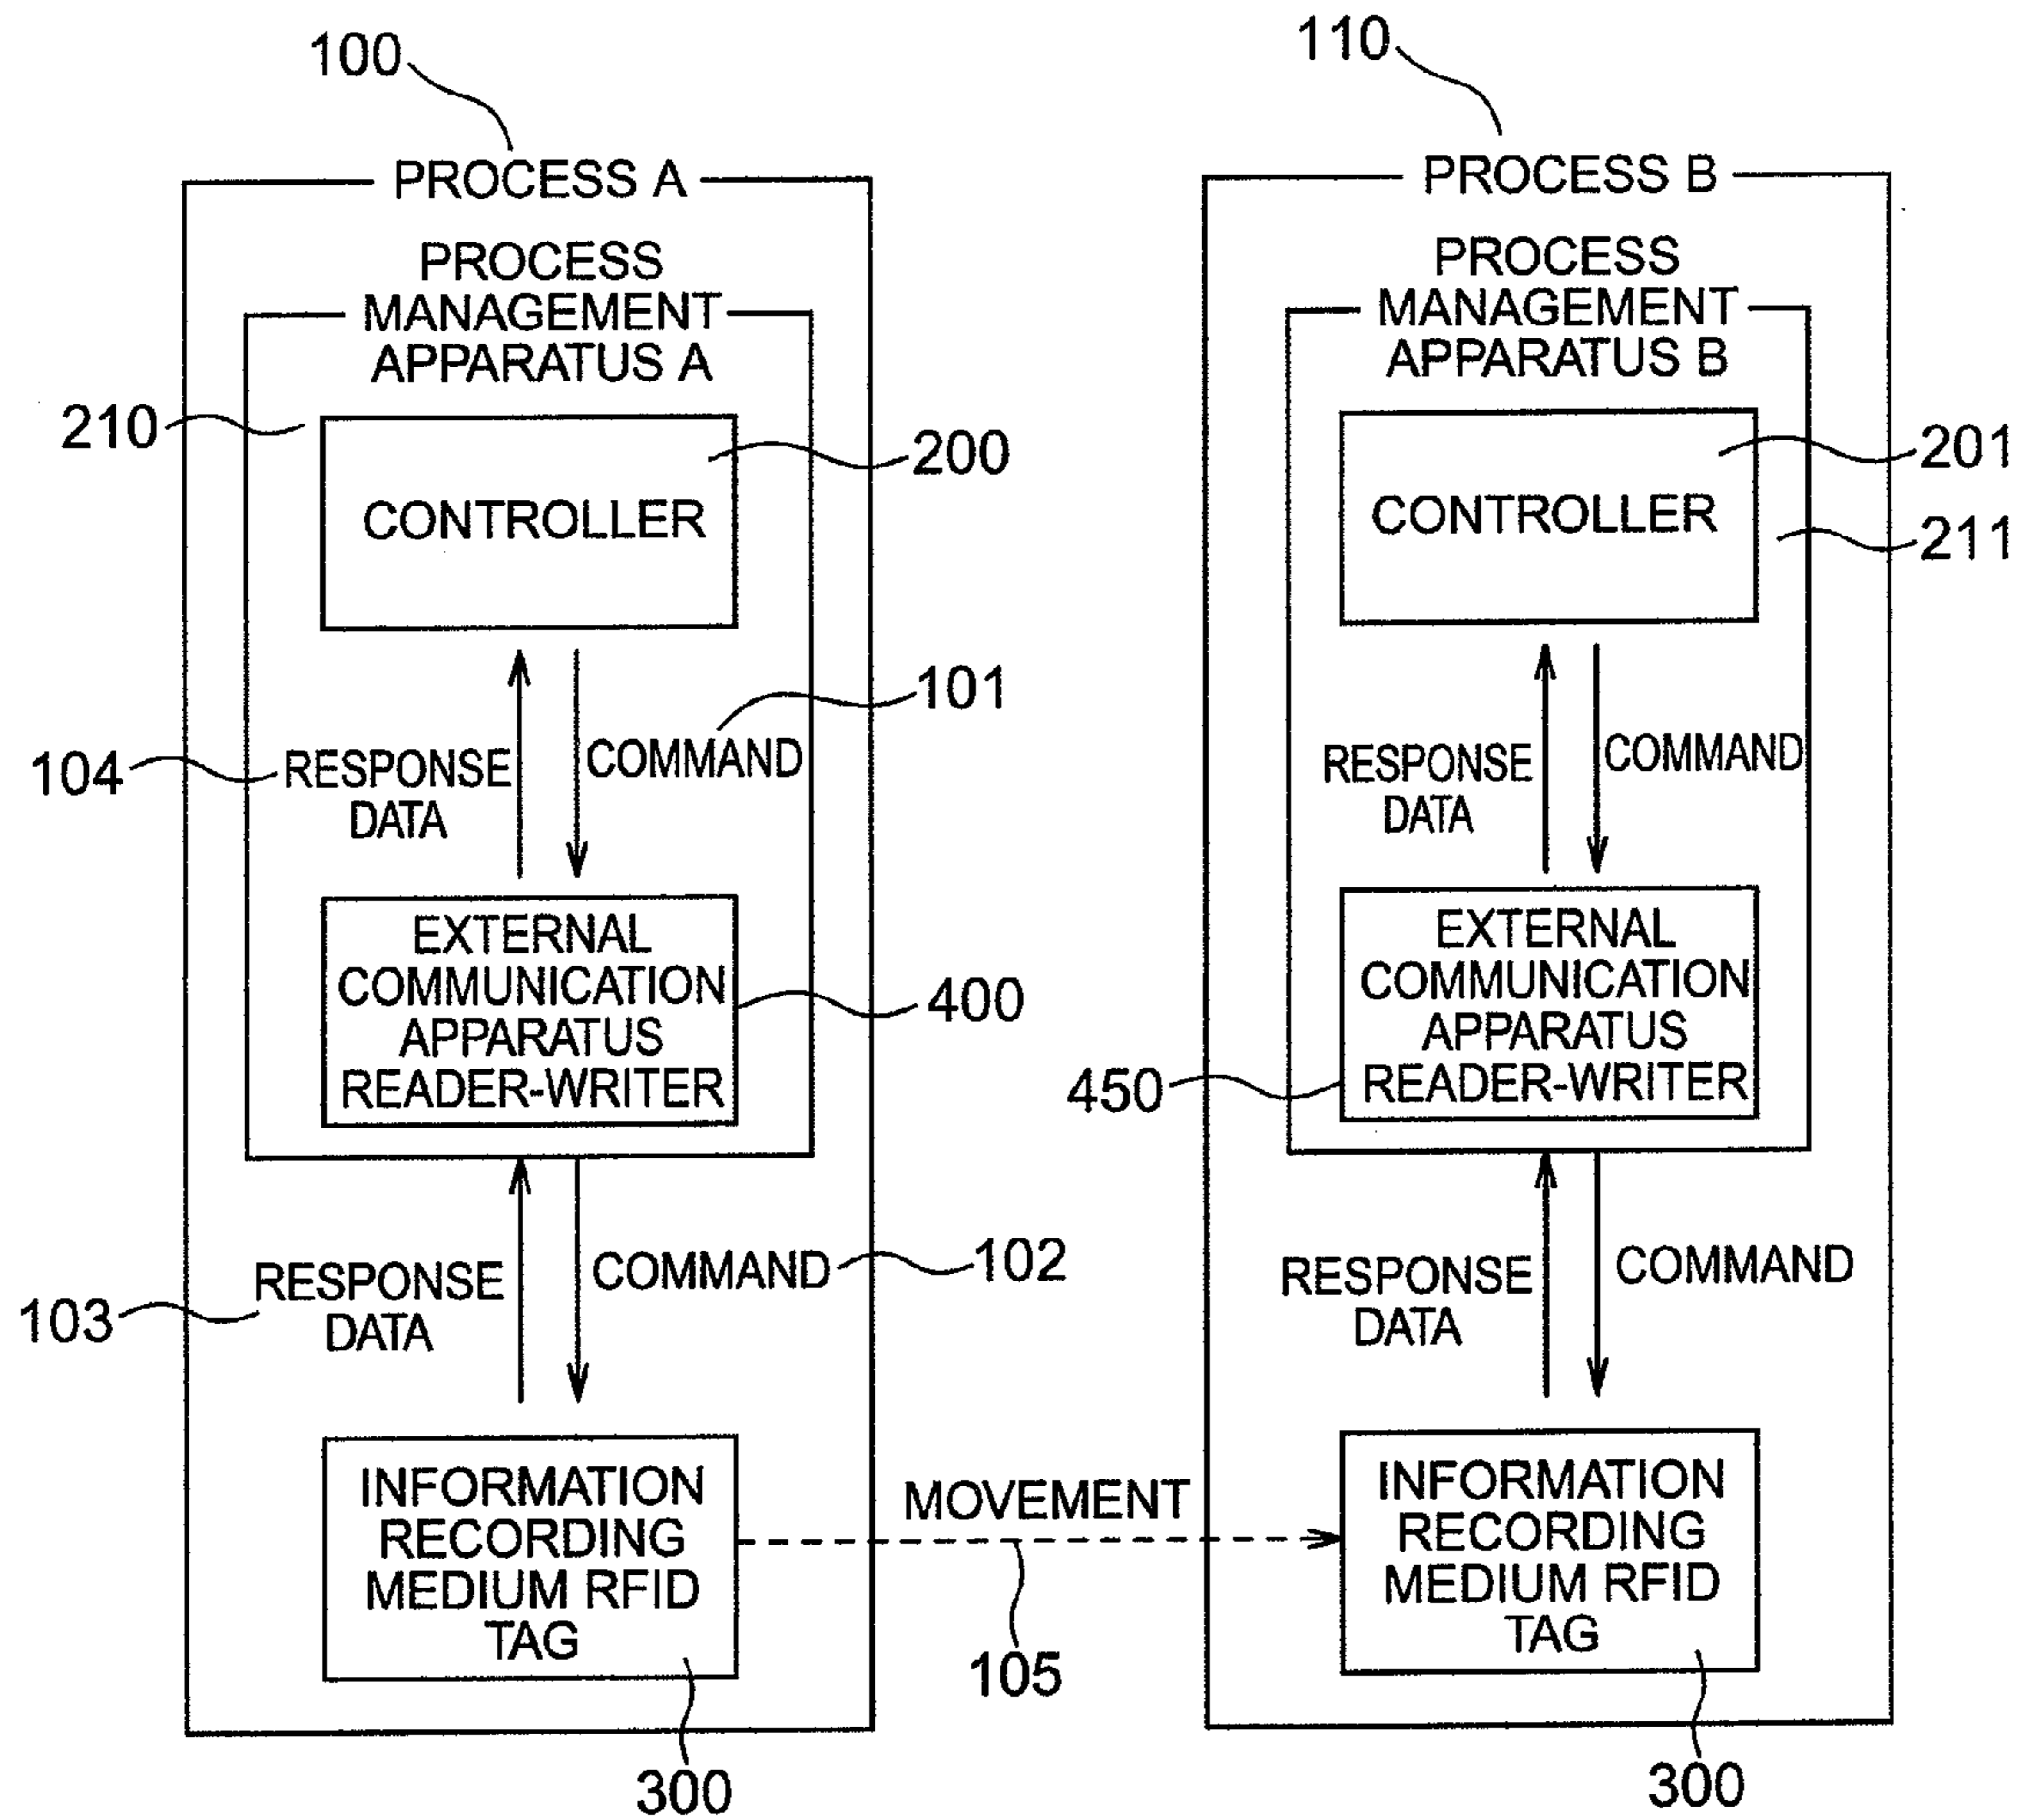 100
PROCESS A
PROCESS
MANAGEMENT
APPARATUS A
210
200
CONTROLLER
101
COMMAND
104
RESPONSE
DATA
EXTERNAL
COMMUNICATION
APPARATUS
READER-WRITER
400
COMMAND
102
RESPONSE
DATA
103
INFORMATION
RECORDING
MEDIUM RFID
TAG
300
MOVEMENT
105
110
PROCESS B
PROCESS
MANAGEMENT
APPARATUS B
201
CONTROLLER
211
COMMAND
RESPONSE
DATA
EXTERNAL
COMMUNICATION
APPARATUS
READER-WRITER
450
COMMAND
RESPONSE
DATA
INFORMATION
RECORDING
MEDIUM RFID
TAG
300